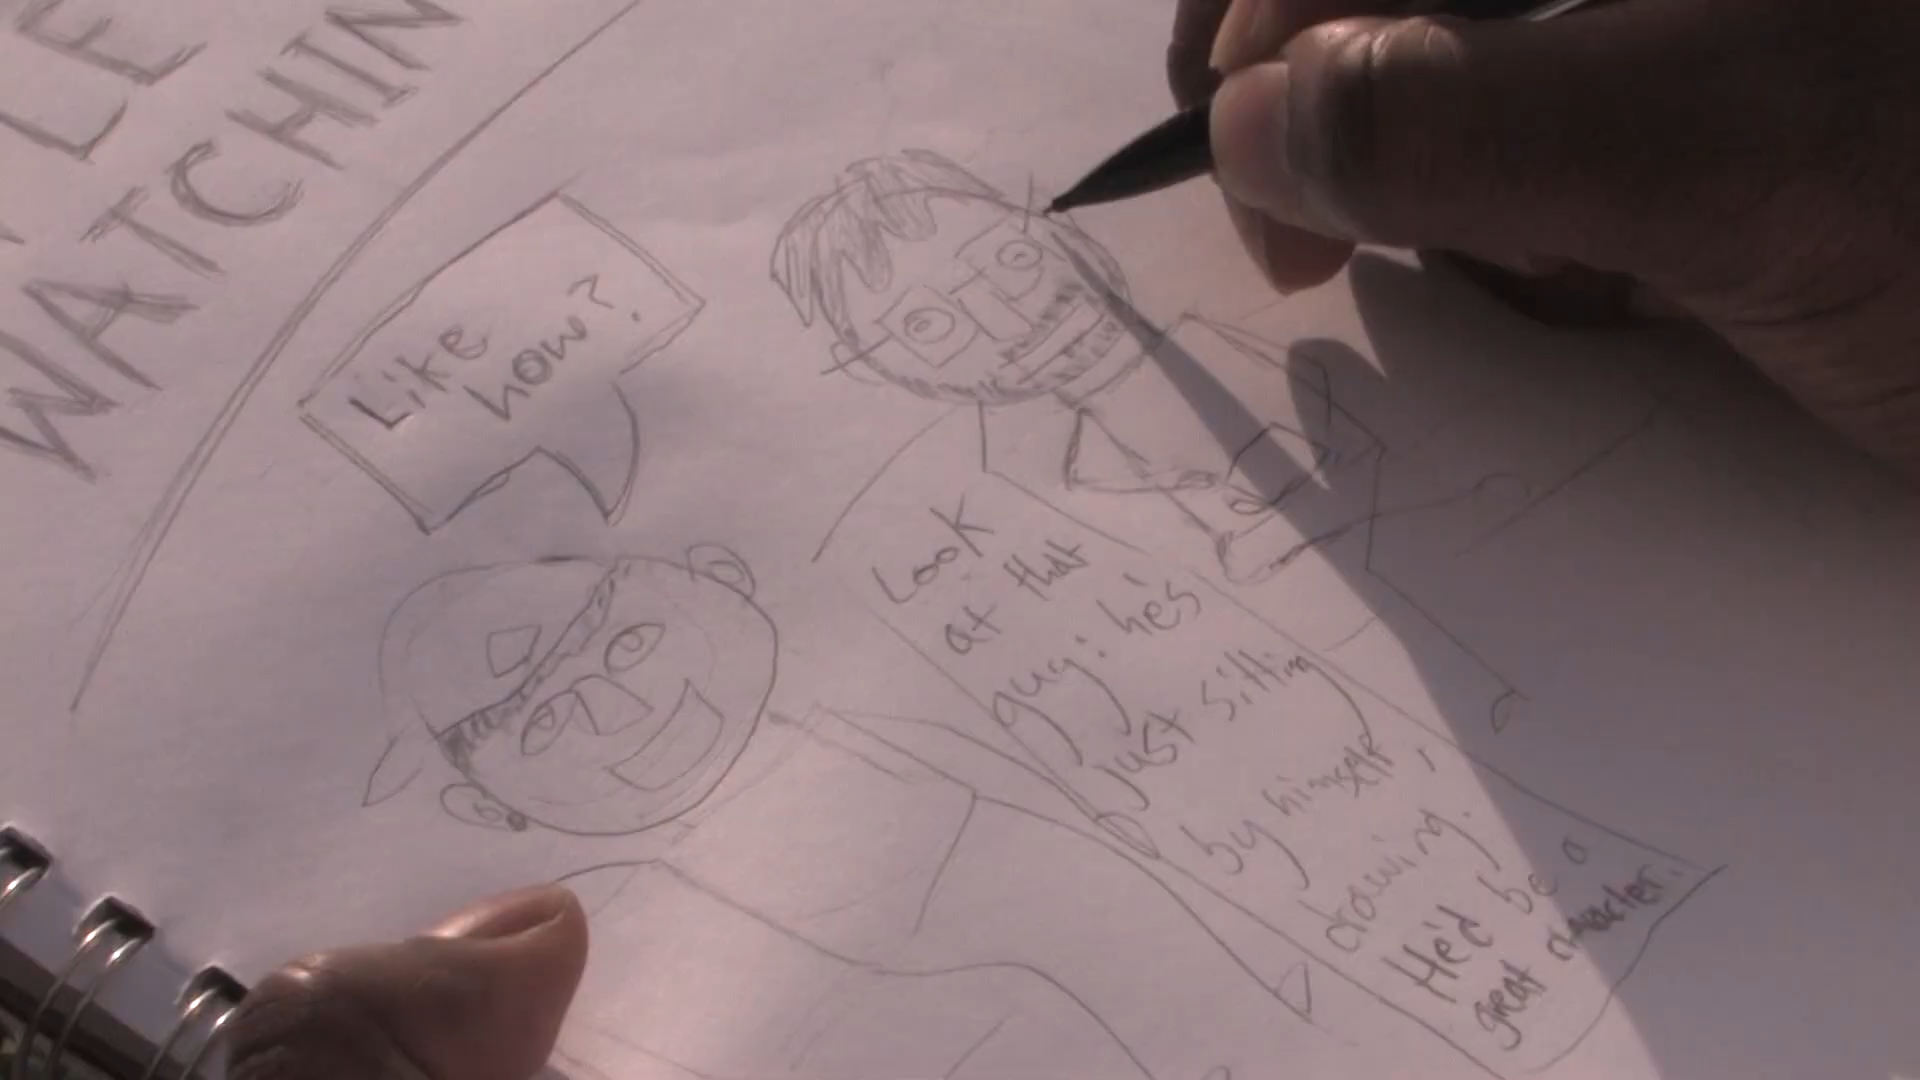 LE
WATCHIN
Like
how?
Look
at that
guy: he's
just sitting
by himself,
drawing.
He'd be a
great character.